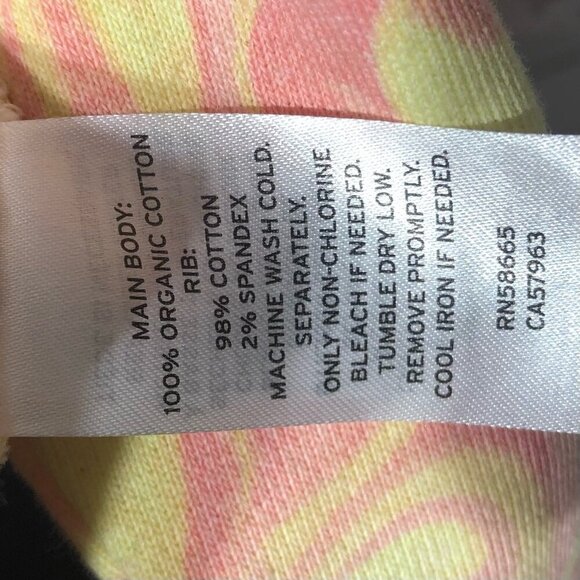 MAIN BODY:
100% ORGANIC COTTON
RIB:
98% COTTON
2% SPANDEX
MACHINE WASH COLD.
SEPARATELY.
ONLY NON-CHLORINE
BLEACH IF NEEDED.
TUMBLE DRY LOW.
REMOVE PROMPTLY.
COOL IRON IF NEEDED.
RN58665
CA57963